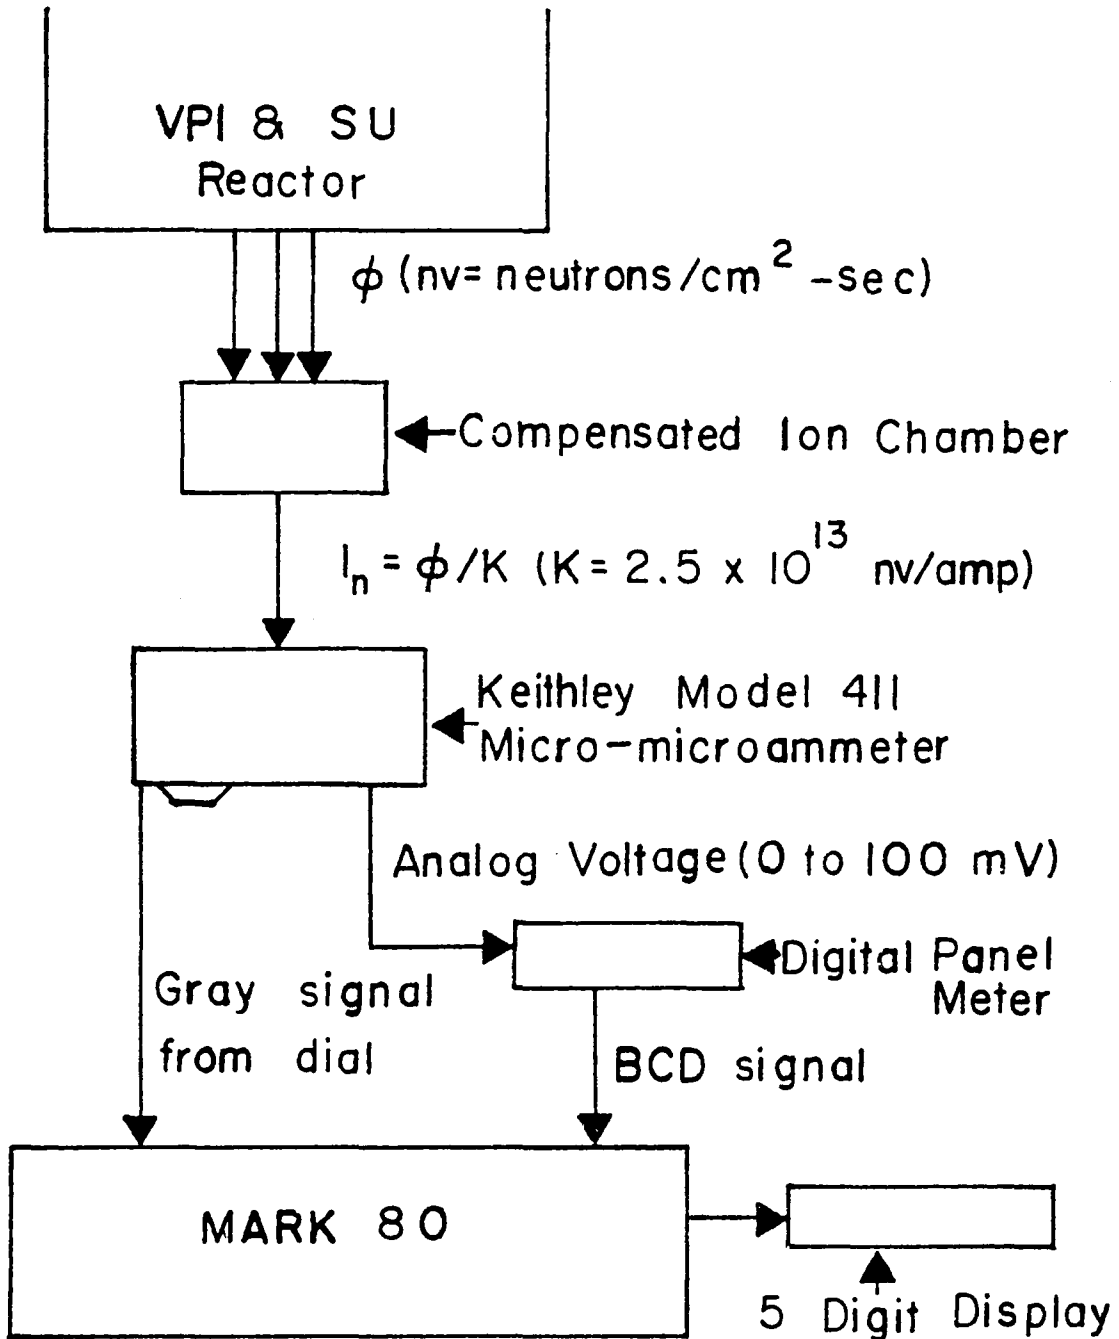 VPI & SU
Reactor
ϕ (nv= neutrons/cm² -sec)
Compensated Ion Chamber
Iₙ = ϕ/K (K= 2.5 x 10¹³ nv/amp)
Keithley Model 411
Micro-microammeter
Analog Voltage (0 to 100 mV)
Digital Panel
Meter
Gray signal
from dial
BCD signal
MARK 80
5 Digit Display